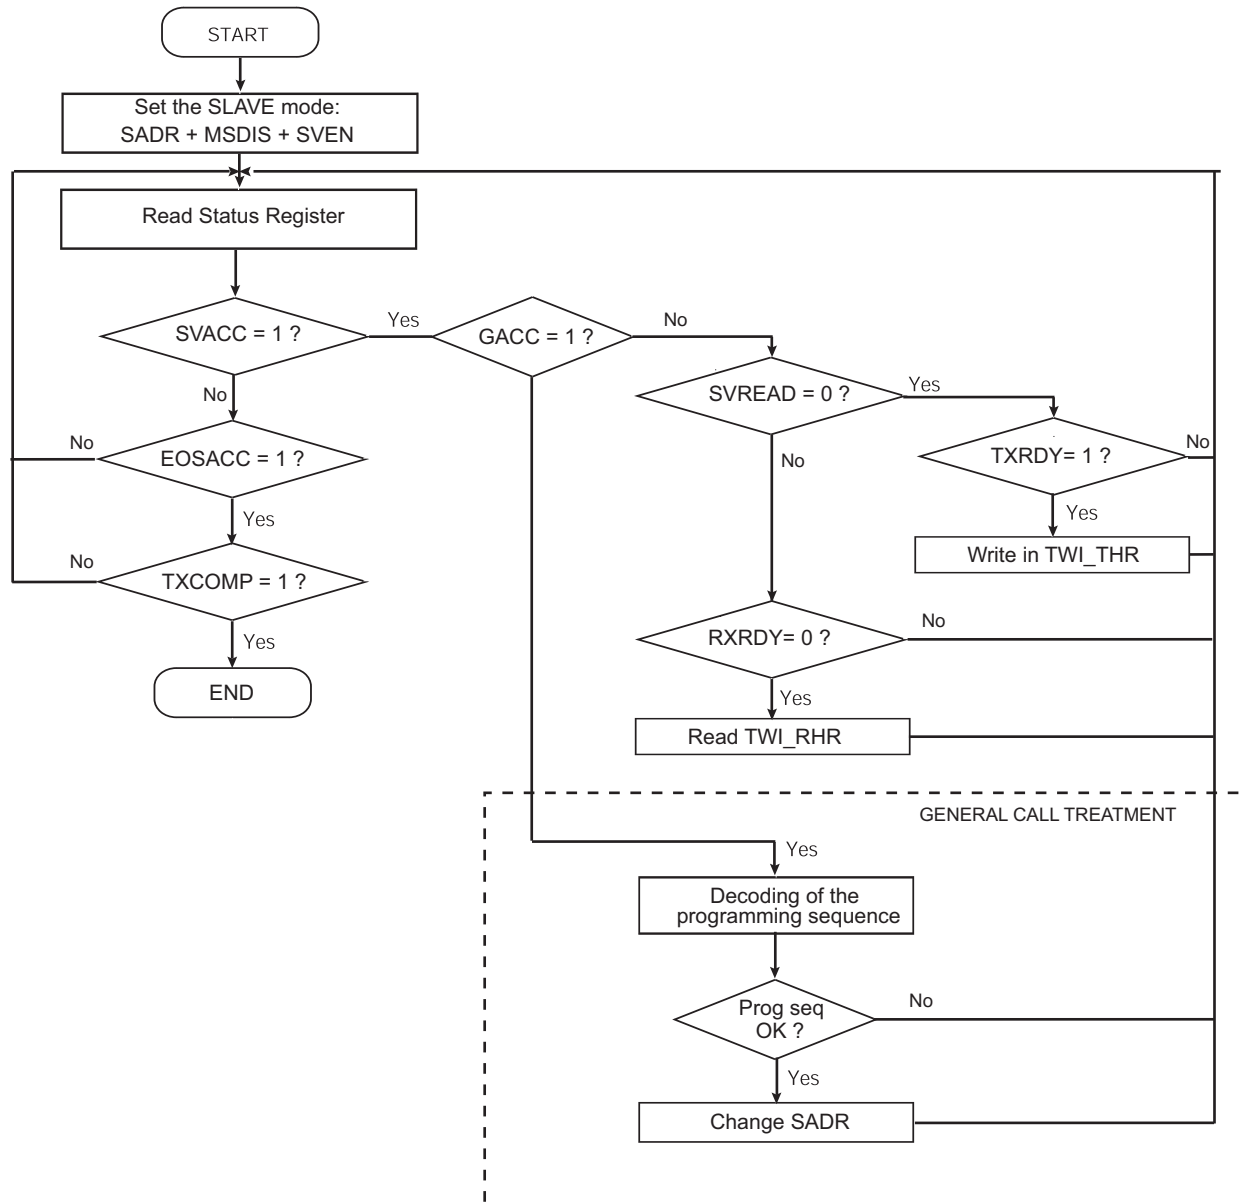 START
Set the SLAVE mode:
SADR + MSDIS + SVEN
Read Status Register
SVACC = 1 ?
Yes
GACC = 1 ?
No
SVREAD = 0 ?
Yes
No
EOSACC = 1 ?
No
TXRDY= 1 ?
No
No
Yes
Yes
TXCOMP = 1 ?
No
Write in TWI_THR
Yes
RXRDY= 0 ?
No
END
Yes
Read TWI_RHR
GENERAL CALL TREATMENT
Yes
Decoding of the
programming sequence
Prog seq
OK ?
No
Yes
Change SADR